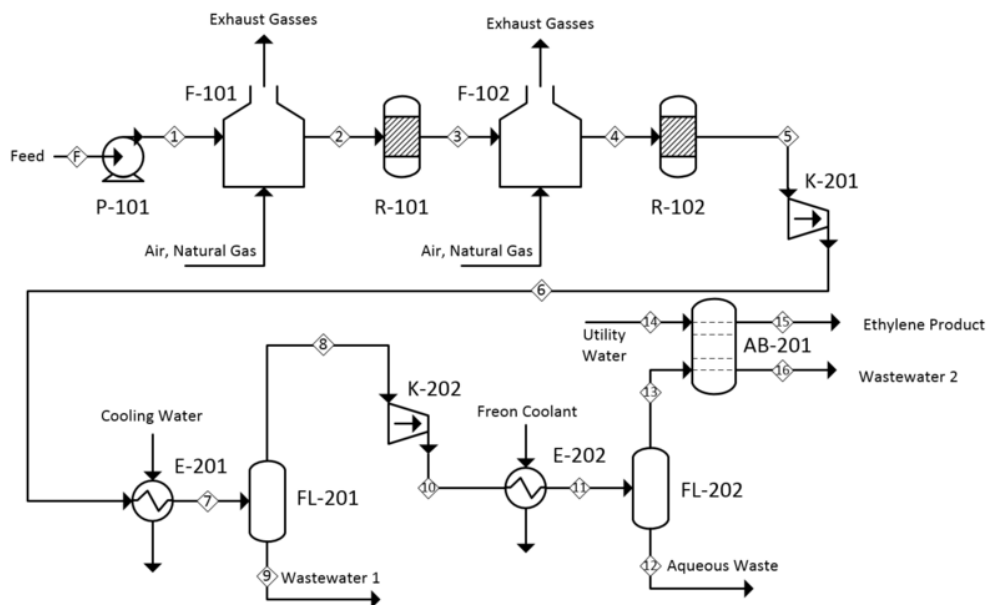 Exhaust Gasses
Exhaust Gasses
F-101
F-102
Feed
F
1
2
3
4
5
P-101
R-101
R-102
K-201
Air, Natural Gas
Air, Natural Gas
6
14
15
Ethylene Product
Utility
Water
AB-201
16
Wastewater 2
8
13
K-202
Cooling Water
Freon Coolant
E-201
E-202
7
FL-201
10
11
FL-202
9
Wastewater 1
12
Aqueous Waste